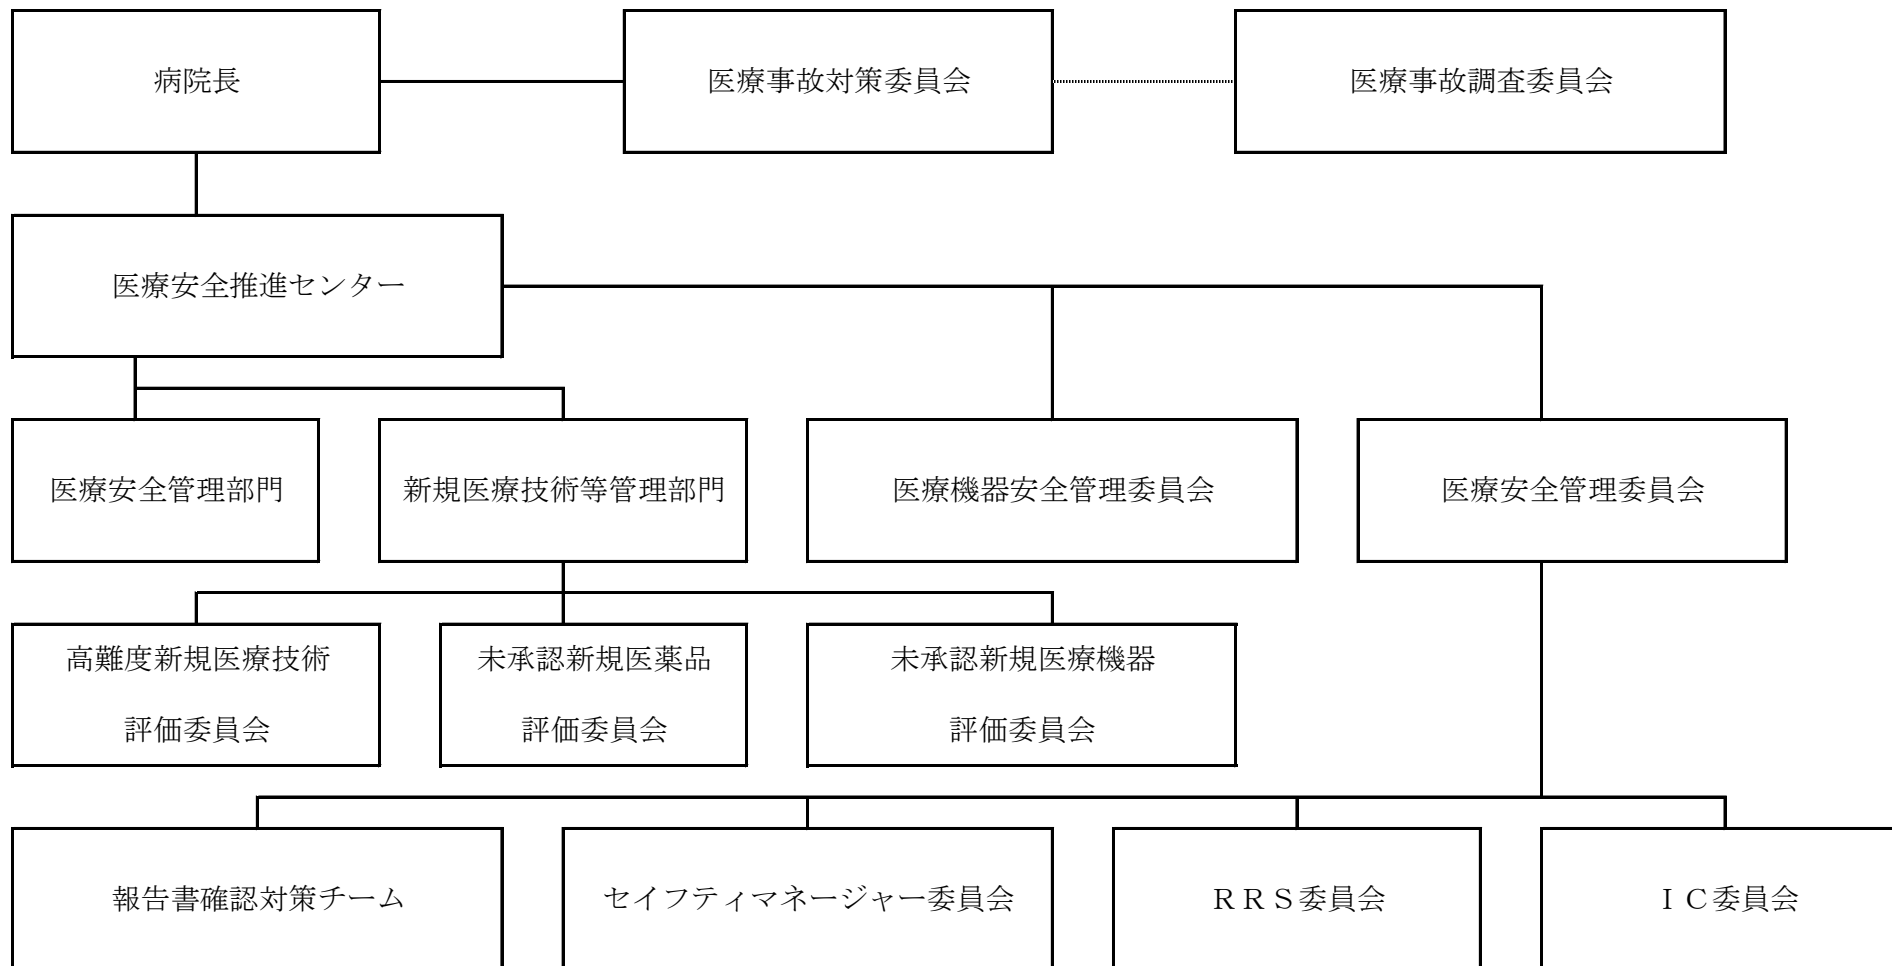 病院長
医療事故対策委員会
医療事故調査委員会
医療安全推進センター
医療安全管理部門
新規医療技術等管理部門
医療機器安全管理委員会
医療安全管理委員会
高難度新規医療技術
評価委員会
未承認新規医薬品
評価委員会
未承認新規医療機器
評価委員会
報告書確認対策チーム
セイフティマネージャー委員会
ＲＲＳ委員会
ＩＣ委員会